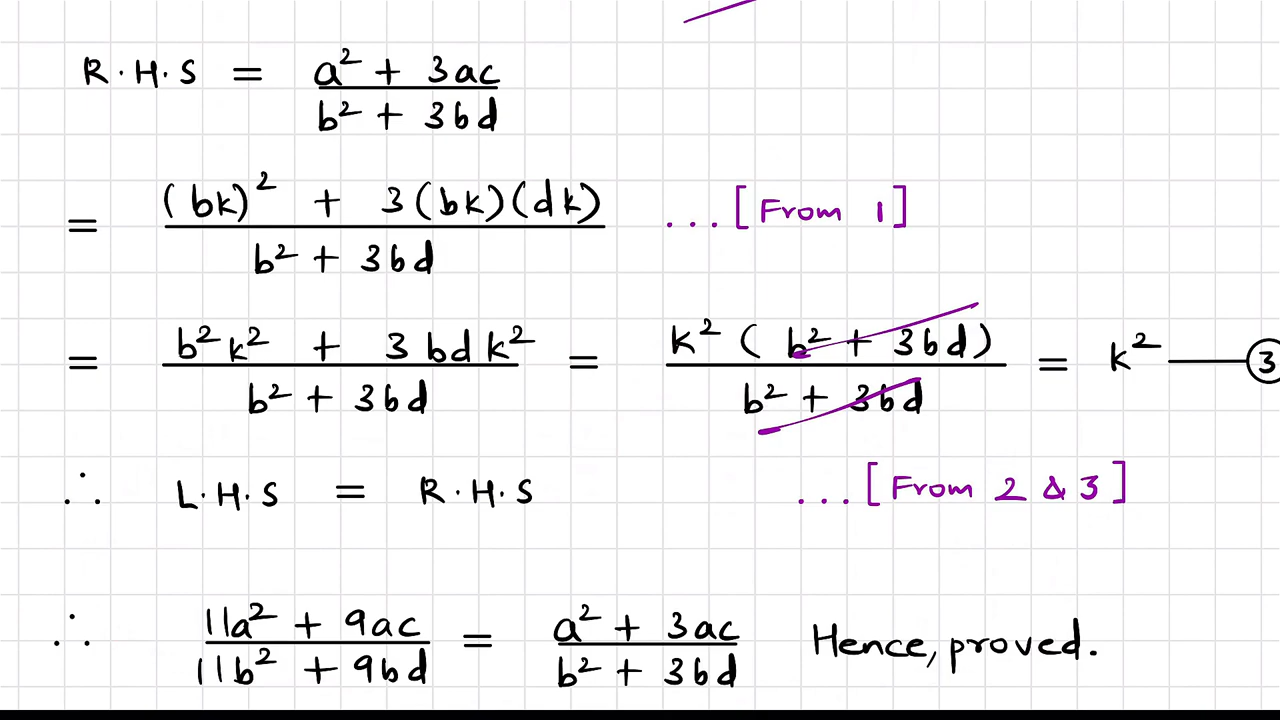 R.H.S = a² + 3ac / b² + 3bd
= (bk)² + 3(bk)(dk) / b² + 3bd ...[From 1]
= b²k² + 3bdk² / b² + 3bd = k² (b² + 3bd) / b² + 3bd = k² — ③
∴ L.H.S = R.H.S ...[From 2 & 3]
∴ 11a² + 9ac / 11b² + 9bd = a² + 3ac / b² + 3bd Hence, proved.